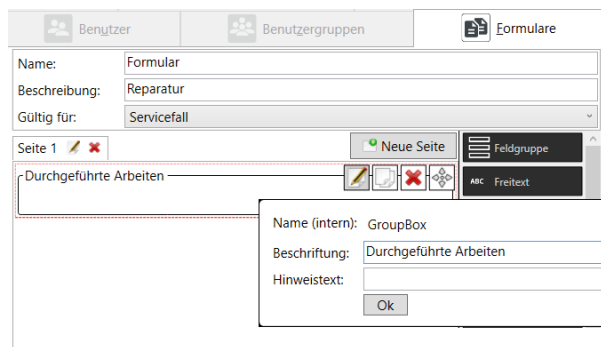 Benutzer
Benutzergruppen
Formulare
Name: Formular
Beschreibung: Reparatur
Gültig für: Servicefall
Seite 1
Neue Seite
Feldgruppe
Durchgeführte Arbeiten
ABC Freitext
Name (intern): GroupBox
Beschriftung: Durchgeführte Arbeiten
Hinweistext:
Ok